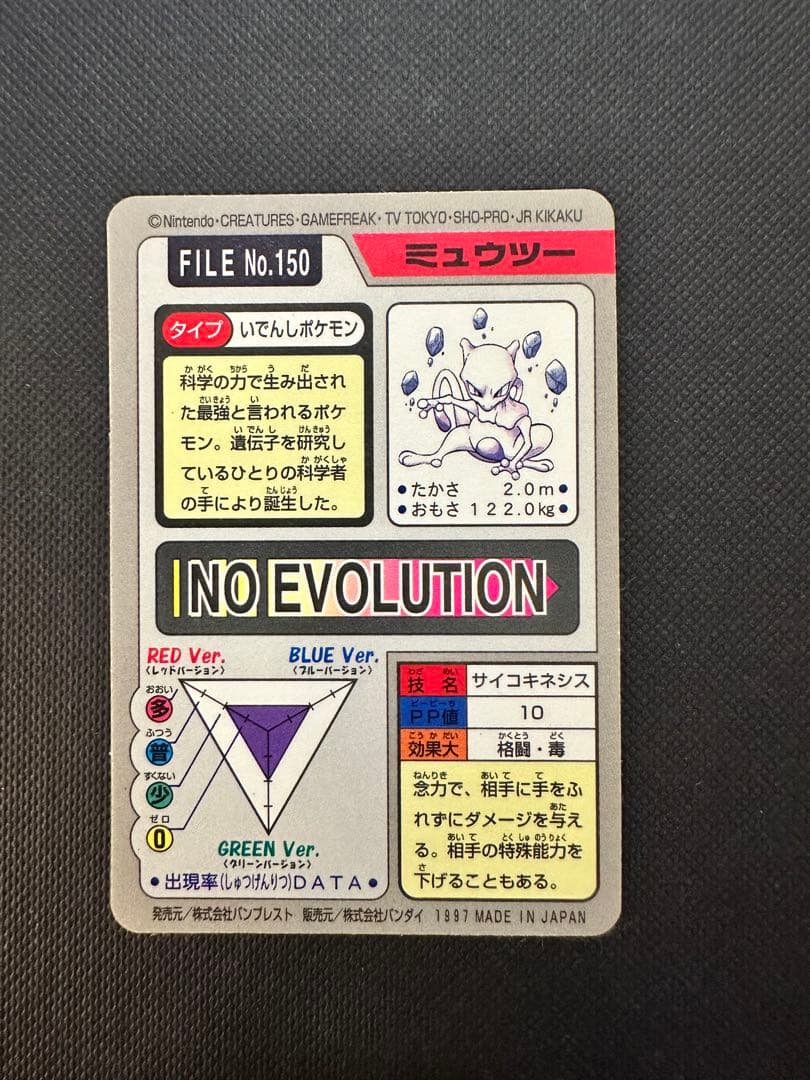 ©Nintendo・CREATURES・GAMEFREAK・TV TOKYO・SHO-PRO・JR KIKAKU
FILE No.150
ミュウツー
タイプ いでんしポケモン
科学の力で生み出され
た最強と言われるポケ
モン。遺伝子を研究し
ているひとりの科学者
の手により誕生した。
●たかさ 2.0m●
●おもさ 122.0kg●
NO EVOLUTION
RED Ver.
(レッドバージョン)
BLUE Ver.
(ブルーバージョン)
おおい
多
ふつう
普
すくない
少
ゼロ
0
GREEN Ver.
(グリーンバージョン)
●出現率(しゅつげんりつ)DATA●
技名 サイコキネシス
PP値 10
効果大 格闘・毒
念力で、相手に手をふ
れずにダメージを与え
る。相手の特殊能力を
下げることもある。
発売元/株式会社バンプレスト 販売元/株式会社バンダイ 1997 MADE IN JAPAN